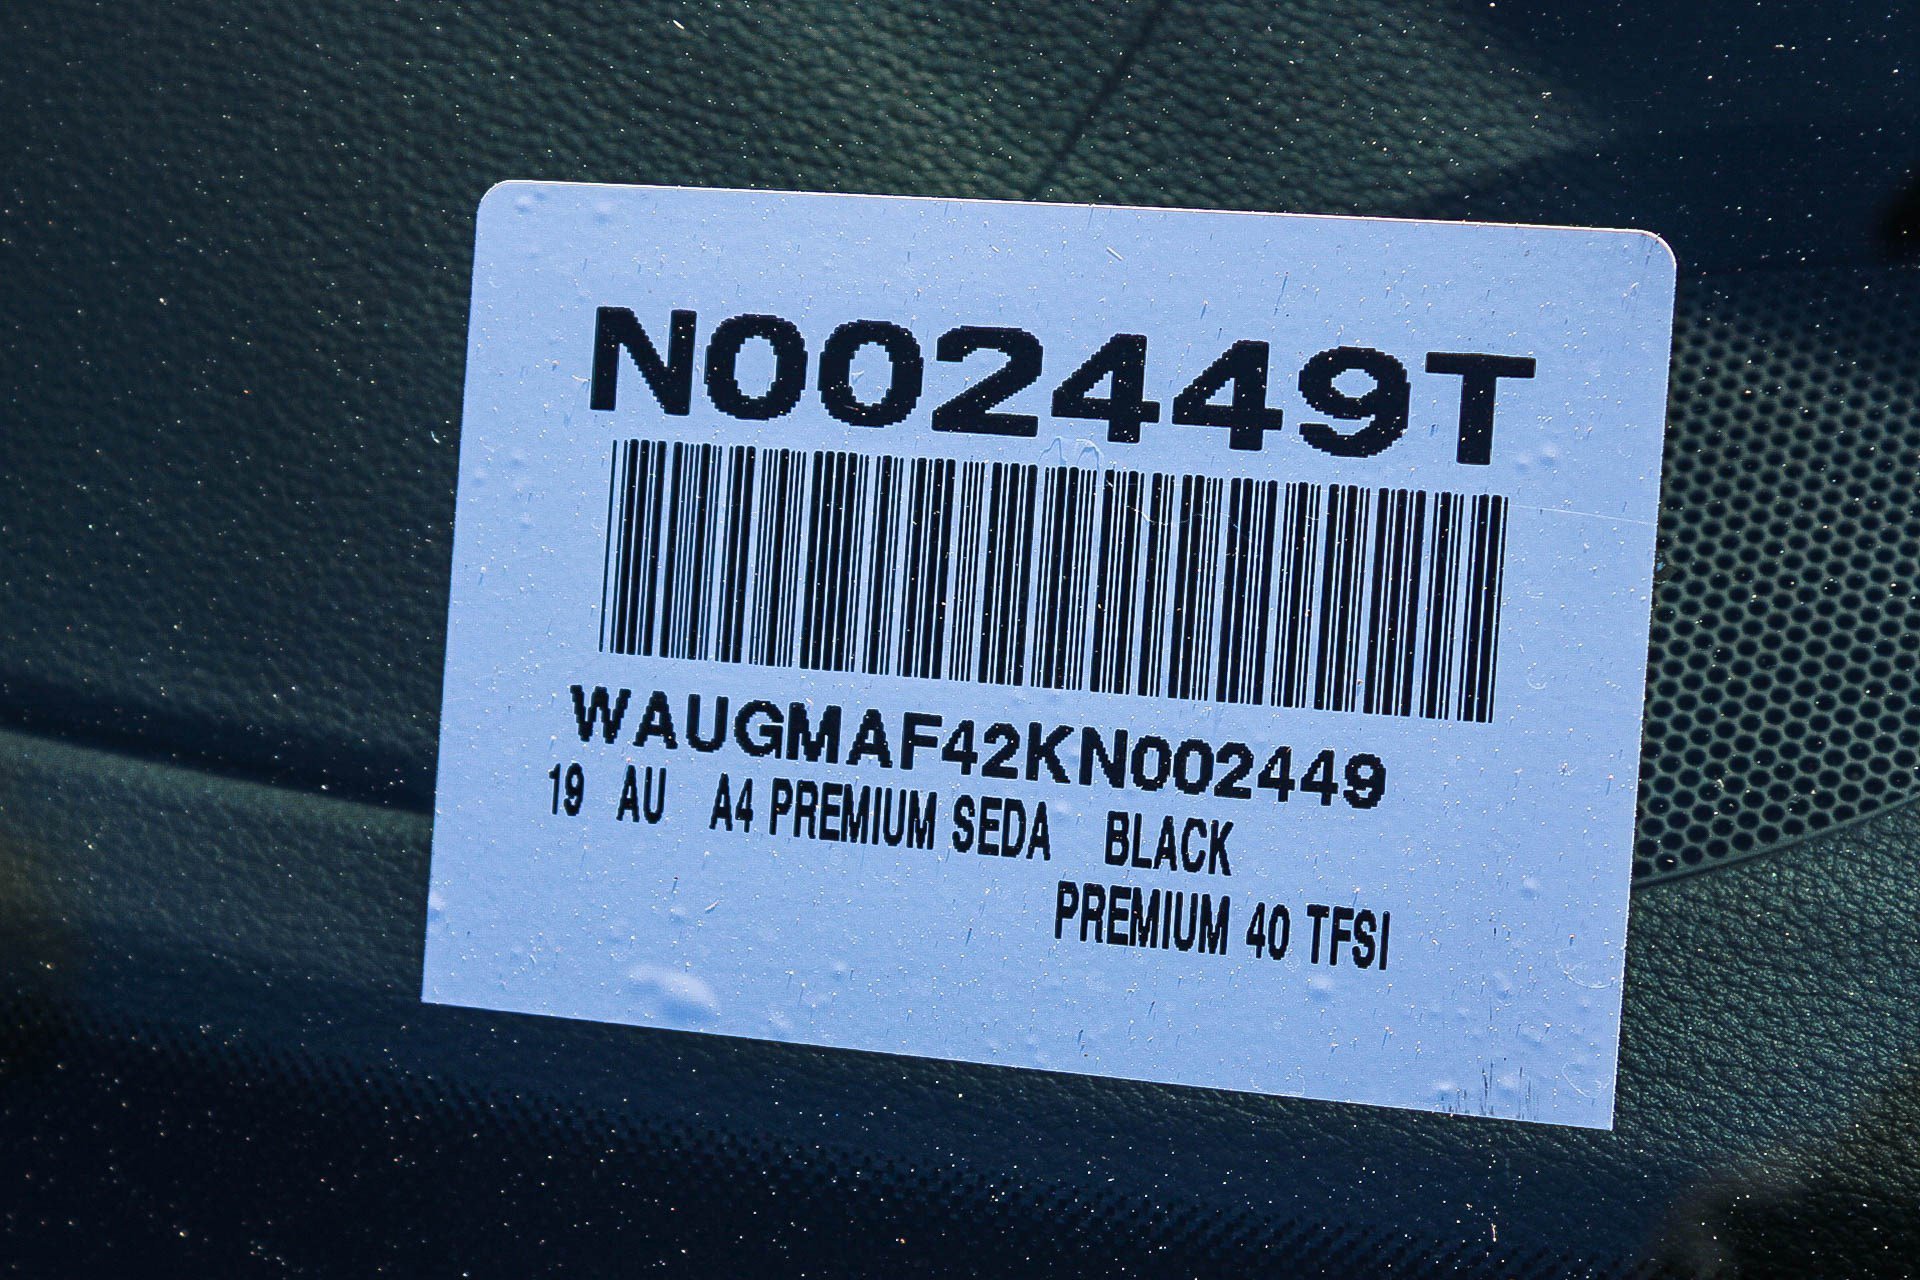 N002449T
WAUGMAF42KN002449
19 AU A4 PREMIUM SEDA BLACK
PREMIUM 40 TFSI